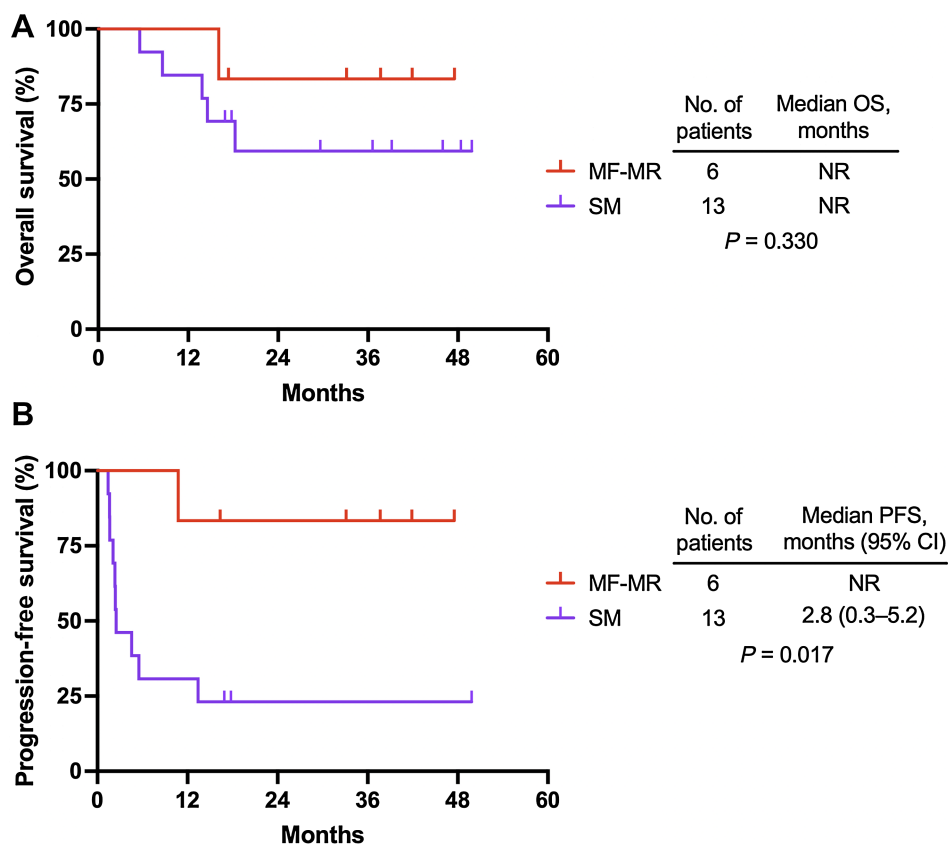 A
Overall survival (%)
100
75
50
25
0
0 12 24 36 48 60
Months
No. of patients
Median OS, months
MF-MR 6 NR
SM 13 NR
P = 0.330
B
Progression-free survival (%)
100
75
50
25
0
0 12 24 36 48 60
Months
No. of patients
Median PFS, months (95% CI)
MF-MR 6 NR
SM 13 2.8 (0.3–5.2)
P = 0.017